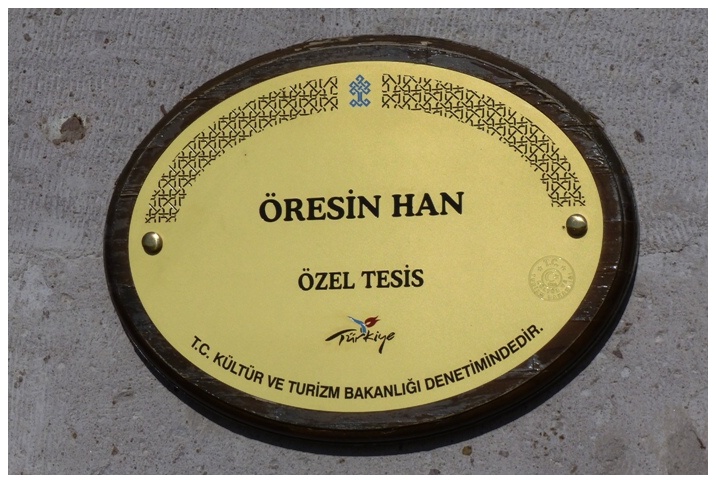 ÖRESİN HAN
ÖZEL TESİS
Türkiye
T.C. KÜLTÜR VE TURİZM BAKANLIĞI DENETİMİNDEDİR.